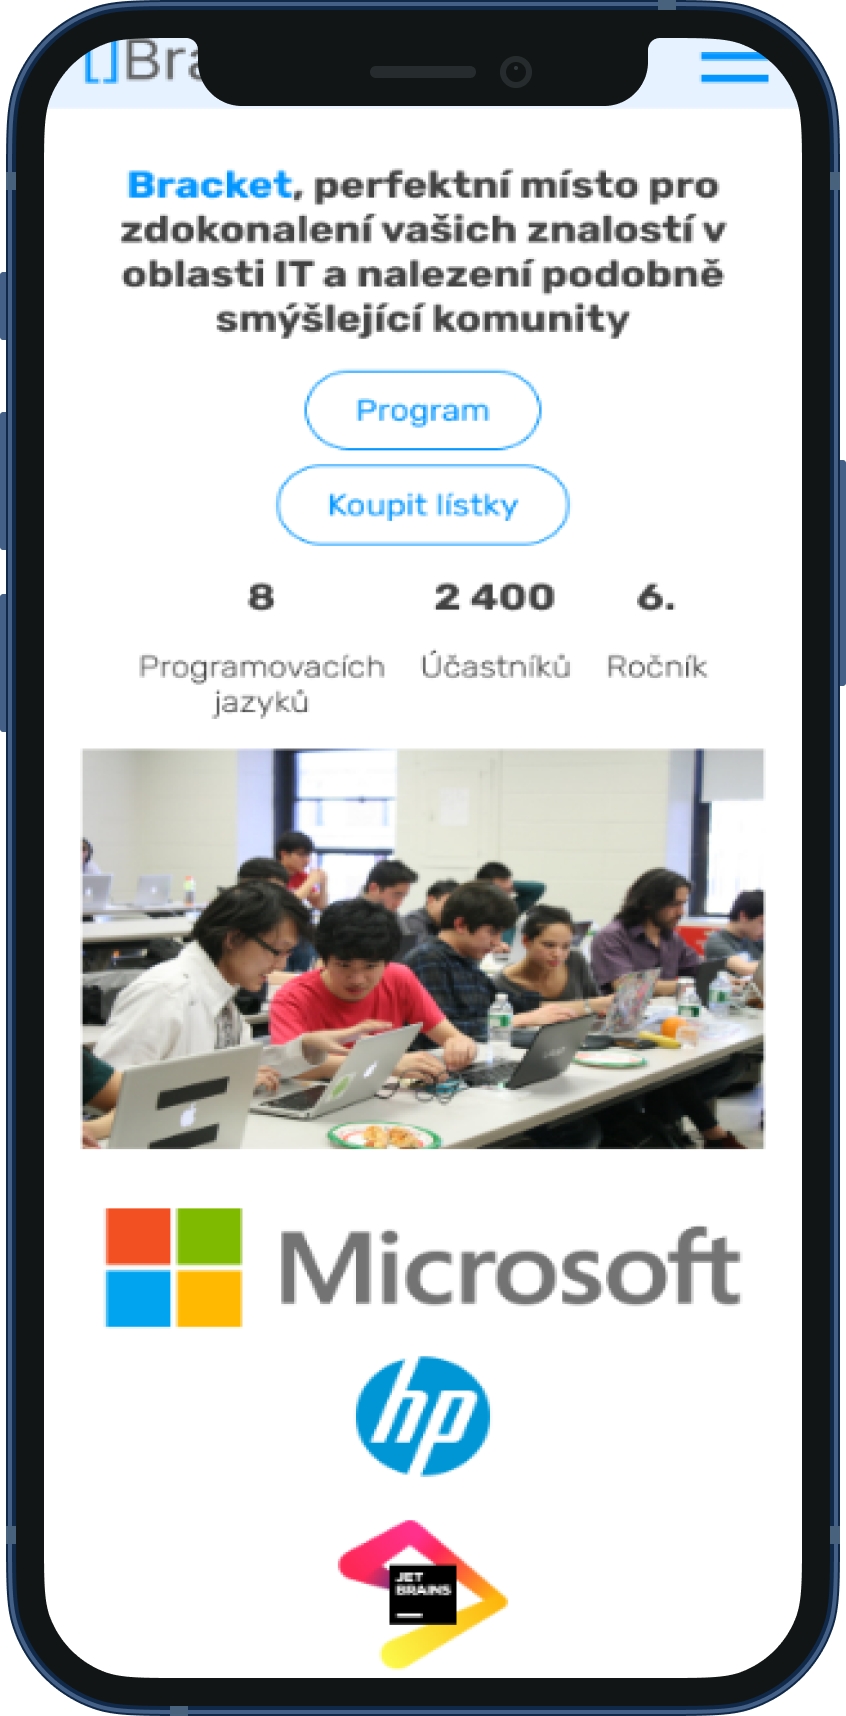 []Bra
Bracket, perfektní místo pro
zdokonalení vašich znalostí v
oblasti IT a nalezení podobně
smýšlející komunity
Program
Koupit lístky
8
Programovacích
jazyků
2 400
Účastníků
6.
Ročník
Microsoft
hp
JET
BRAINS